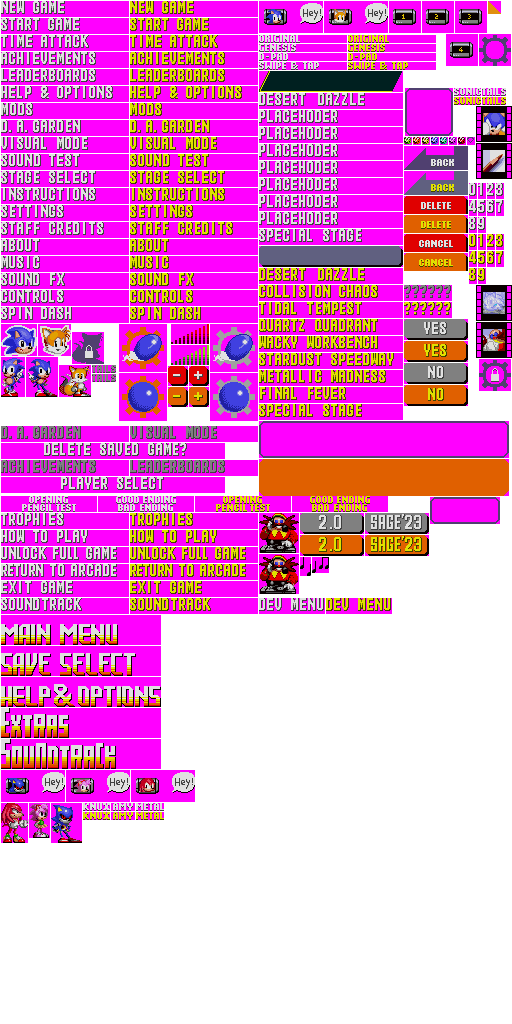 NEW GAME NEW GAME
START GAME START GAME
TIME ATTACK TIME ATTACK
ACHIEVEMENTS ACHIEVEMENTS
LEADERBOARDS LEADERBOARDS
HELP & OPTIONS HELP & OPTIONS
MODS MODS
D. A. GARDEN D. A. GARDEN
VISUAL MODE VISUAL MODE
SOUND TEST SOUND TEST
STAGE SELECT STAGE SELECT
INSTRUCTIONS INSTRUCTIONS
SETTINGS SETTINGS
STAFF CREDITS STAFF CREDITS
ABOUT ABOUT
MUSIC MUSIC
SOUND FX SOUND FX
CONTROLS CONTROLS
SPIN DASH SPIN DASH
Hey! Hey! 1 2 3
4
ORIGINAL ORIGINAL
GENESIS GENESIS
D-PAD D-PAD
SWIPE & TAP SWIPE & TAP
DESERT DAZZLE
PLACEHODER
PLACEHODER
PLACEHODER
PLACEHODER
PLACEHODER
PLACEHODER
PLACEHODER
SPECIAL STAGE
DESERT DAZZLE
COLLISION CHAOS
TIDAL TEMPEST
QUARTZ QUADRANT
WACKY WORKBENCH
STARDUST SPEEDWAY
METALLIC MADNESS
FINAL FEVER
SPECIAL STAGE
SONIC TAILS
SONIC TAILS
BACK
BACK
DELETE
DELETE
CANCEL
CANCEL
0123
4567
89
0123
4567
89
??????
??????
YES
YES
NO
NO
TAILS
TAILS
D. A. GARDEN VISUAL MODE
DELETE SAVED GAME?
ACHIEVEMENTS LEADERBOARDS
PLAYER SELECT
OPENING GOOD ENDING OPENING GOOD ENDING
PENCIL TEST BAD ENDING PENCIL TEST BAD ENDING
TROPHIES TROPHIES
HOW TO PLAY HOW TO PLAY
UNLOCK FULL GAME UNLOCK FULL GAME
RETURN TO ARCADE RETURN TO ARCADE
EXIT GAME EXIT GAME
SOUNDTRACK SOUNDTRACK
2.0 SAGE'23
2.0 SAGE'23
DEV MENU DEV MENU
MAIN MENU
SAVE SELECT
HELP & OPTIONS
EXTRAS
SOUNDTRACK
Hey! Hey! Hey!
KNUX AMY METAL
KNUX AMY METAL